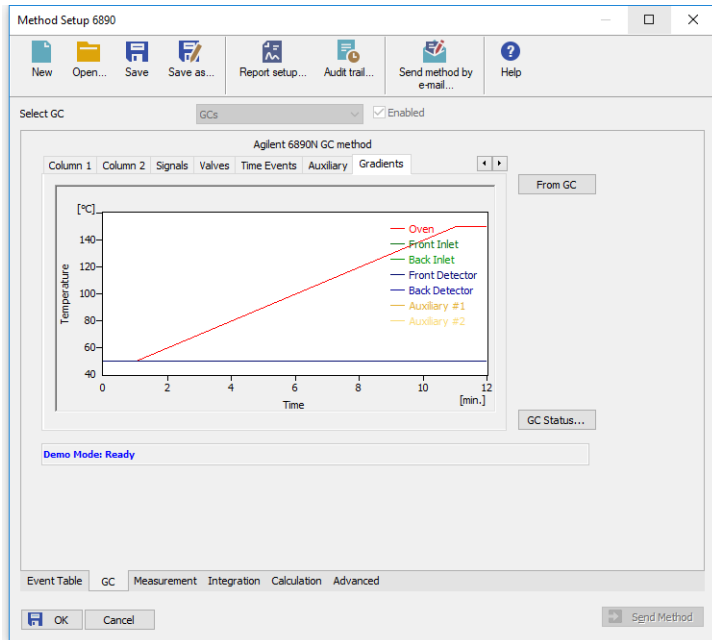 Method Setup 6890
New Open... Save Save as... Report setup... Audit trail... Send method by e-mail... Help
Select GC GCs Enabled
Agilent 6890N GC method
Column 1 Column 2 Signals Valves Time Events Auxiliary Gradients
From GC
[ºC]
140
120
100
80
60
40
Temperature
Oven
Front Inlet
Back Inlet
Front Detector
Back Detector
Auxiliary #1
Auxiliary #2
0 2 4 6 8 10 12
Time [min.]
GC Status...
Demo Mode: Ready
Event Table GC Measurement Integration Calculation Advanced
OK Cancel Send Method